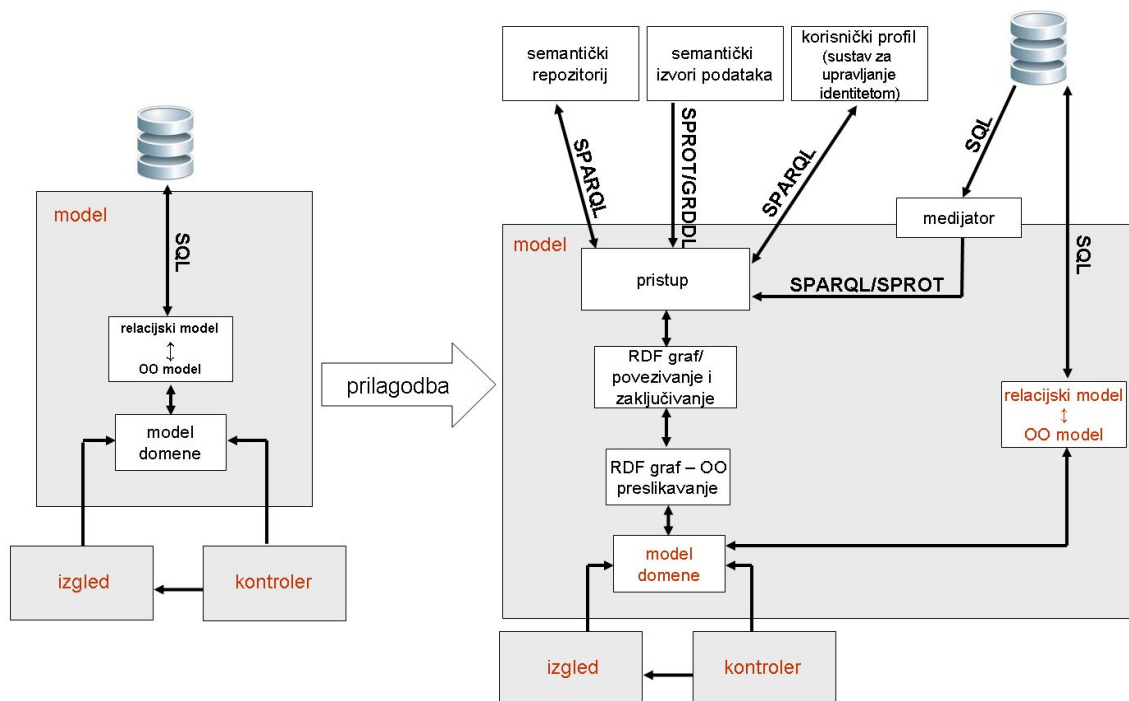 model
SQL
relacijski model
↕
OO model
model
domene
izgled
kontroler
prilagodba
semantički
repozitorij
semantički
izvori podataka
korisnički profil
(sustav za
upravljanje
identitetom)
SPARQL
SPROT/GRDDL
SPARQL
SQL
medijator
model
pristup
SPARQL/SPROT
SQL
RDF graf/
povezivanje i
zaključivanje
relacijski model
↕
OO model
RDF graf – OO
preslikavanje
model
domene
izgled
kontroler